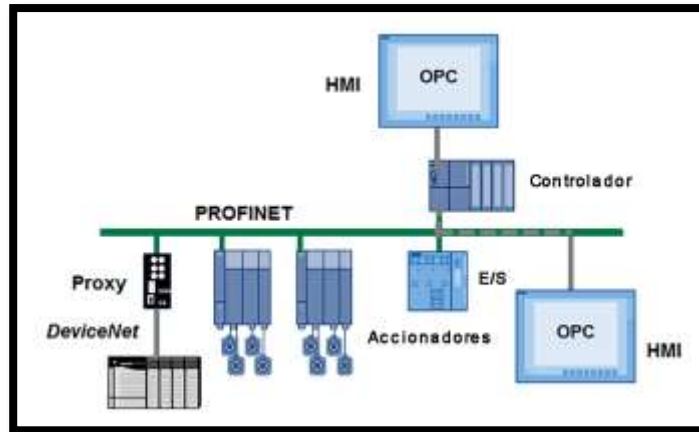 OPC
HMI
Controlador
PROFINET
Proxy
E/S
DeviceNet
Accionadores
OPC
HMI